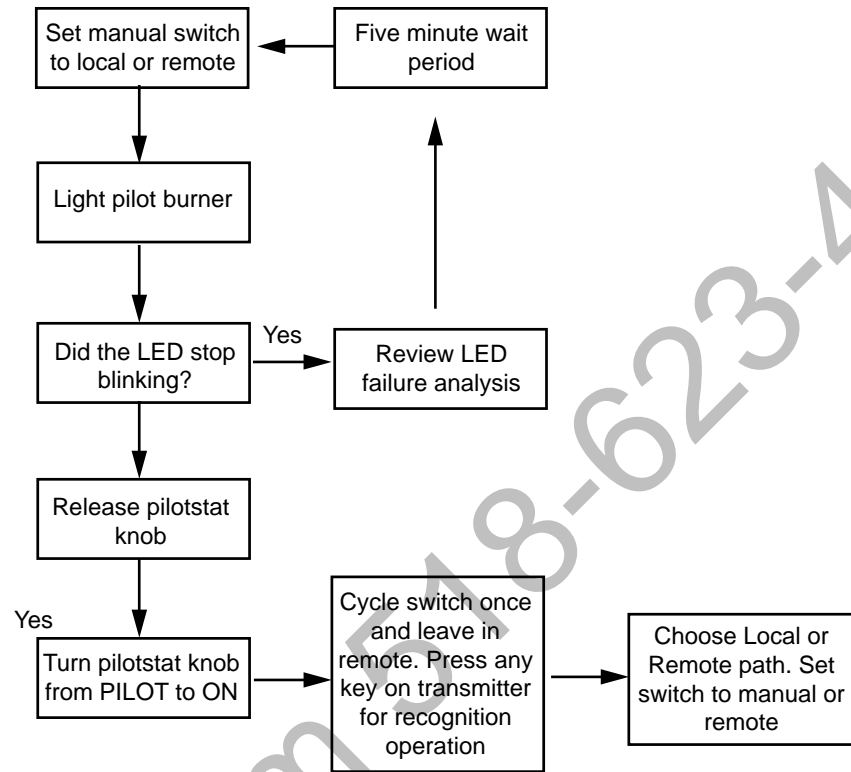 Set manual switch
to local or remote
Five minute wait
period
Light pilot burner
Did the LED stop
blinking?
Yes
Review LED
failure analysis
Release pilotstat
knob
Yes
Turn pilotstat knob
from PILOT to ON
Cycle switch once
and leave in
remote. Press any
key on transmitter
for recognition
operation
Choose Local or
Remote path. Set
switch to manual or
remote
m 518-623-4